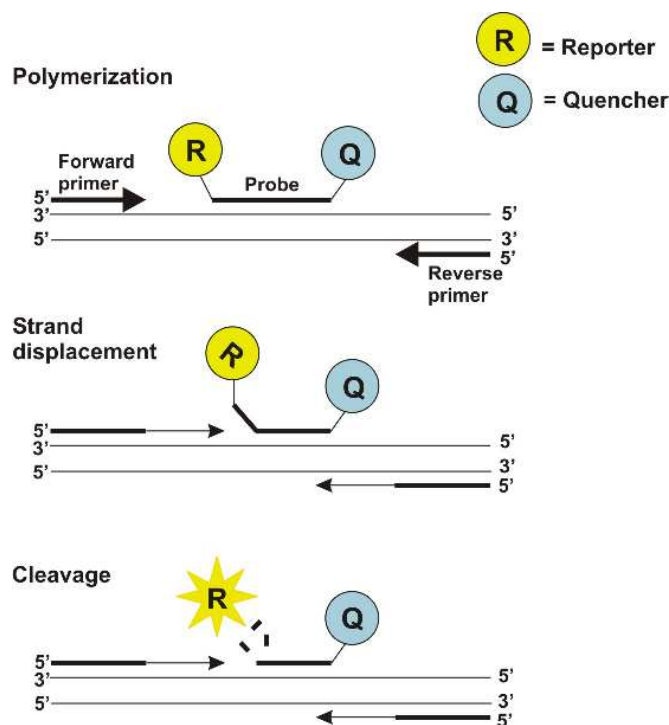 R = Reporter
Polymerization
Q = Quencher
R
Q
Forward
primer
Probe
5'
3'
5'
5'
3'
5'
Reverse
primer
Strand
displacement
R
Q
5'
3'
5'
5'
3'
5'
Cleavage
R
Q
5'
3'
5'
5'
3'
5'